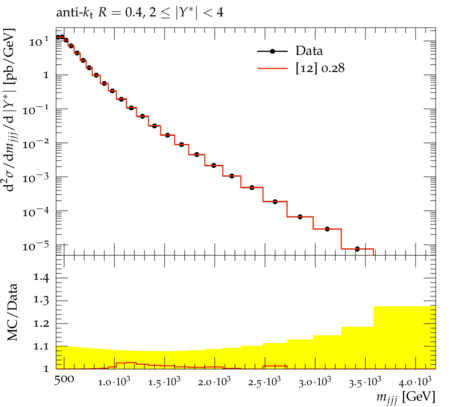 anti-kt R = 0.4, 2 ≤ |Y*| < 4
d²σ/dm_jjj/d|Y*| [pb/GeV]
10¹
1
10⁻¹
10⁻²
10⁻³
10⁻⁴
10⁻⁵
Data
[12] 0.28
MC/Data
1.4
1.3
1.2
1.1
1
500 1.0·10³ 1.5·10³ 2.0·10³ 2.5·10³ 3.0·10³ 3.5·10³ 4.0·10³
m_jjj [GeV]